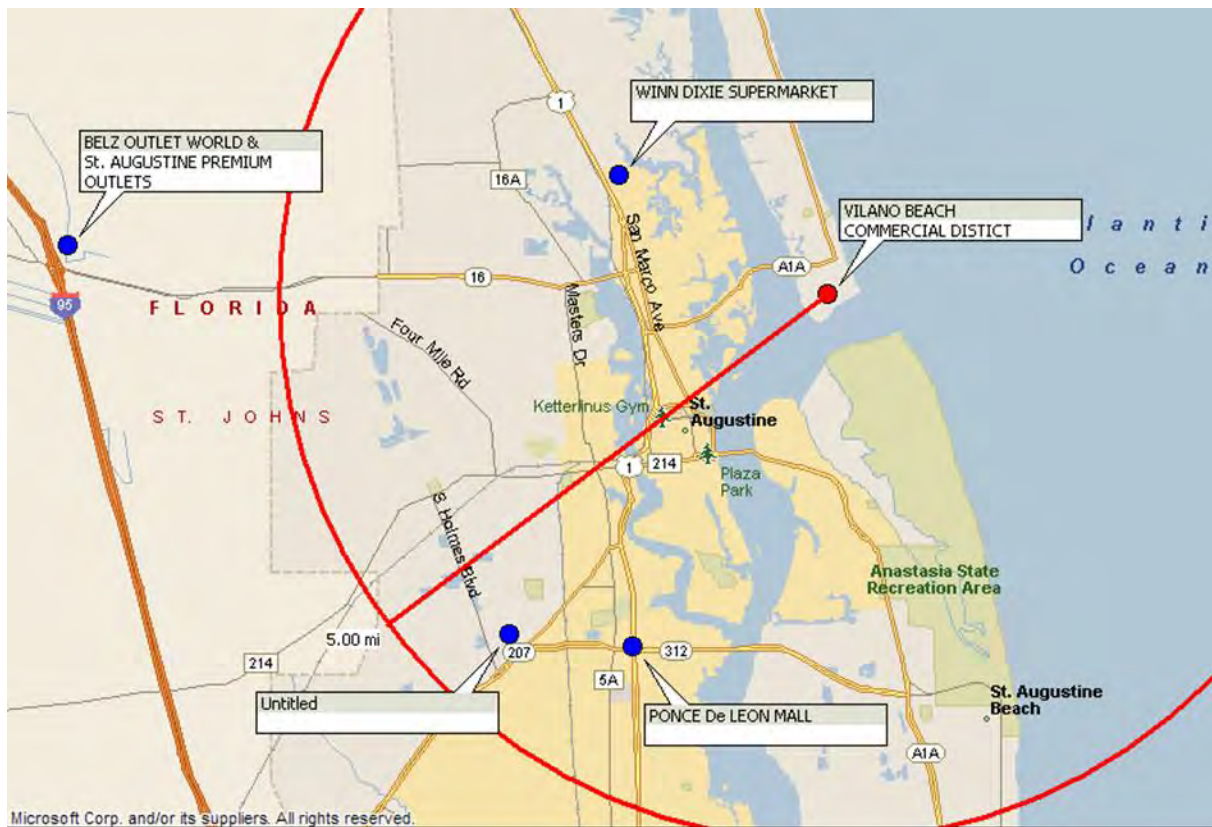 WINN DIXIE SUPERMARKET
1
BELZ OUTLET WORLD &
St. AUGUSTINE PREMIUM
OUTLETS
16A
VILANO BEACH
COMMERCIAL DISTICT
lanti
Ocean
San Marco Ave
A1A
16
95
FLORIDA
Masters Dr
Four Mile Rd
ST. JOHNS
Ketterlinus Gym
St.
Augustine
1
214
Plaza
Park
S Holmes Blvd
Anastasia State
Recreation Area
5.00 mi
207
312
214
5A
Untitled
St. Augustine
Beach
PONCE De LEON MALL
A1A
Microsoft Corp. and/or its suppliers. All rights reserved.